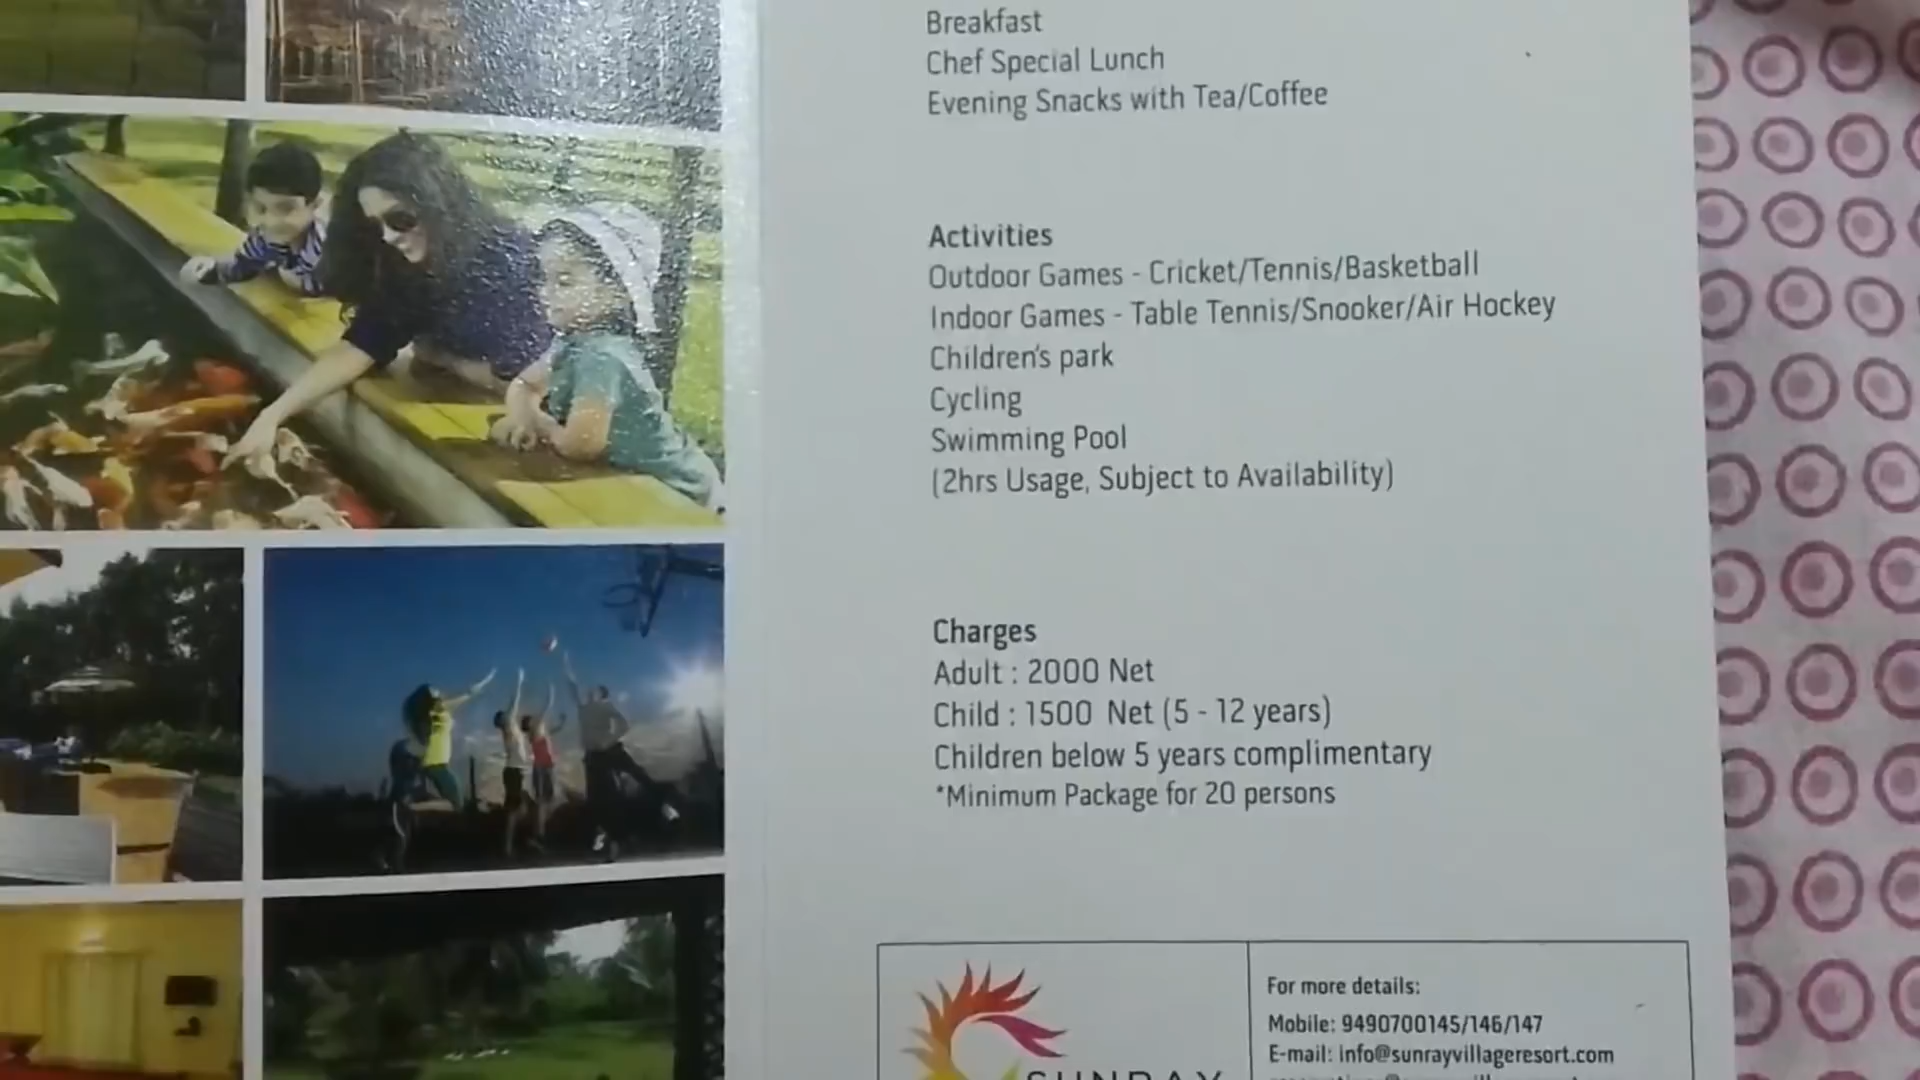 Breakfast
Chef Special Lunch
Evening Snacks with Tea/Coffee
Activities
Outdoor Games - Cricket/Tennis/Basketball
Indoor Games - Table Tennis/Snooker/Air Hockey
Children's park
Cycling
Swimming Pool
(2hrs Usage, Subject to Availability)
Charges
Adult : 2000 Net
Child : 1500 Net (5 - 12 years)
Children below 5 years complimentary
*Minimum Package for 20 persons
SUNRAY
For more details:
Mobile: 9490700145/146/147
E-mail: info@sunrayvillageresort.com